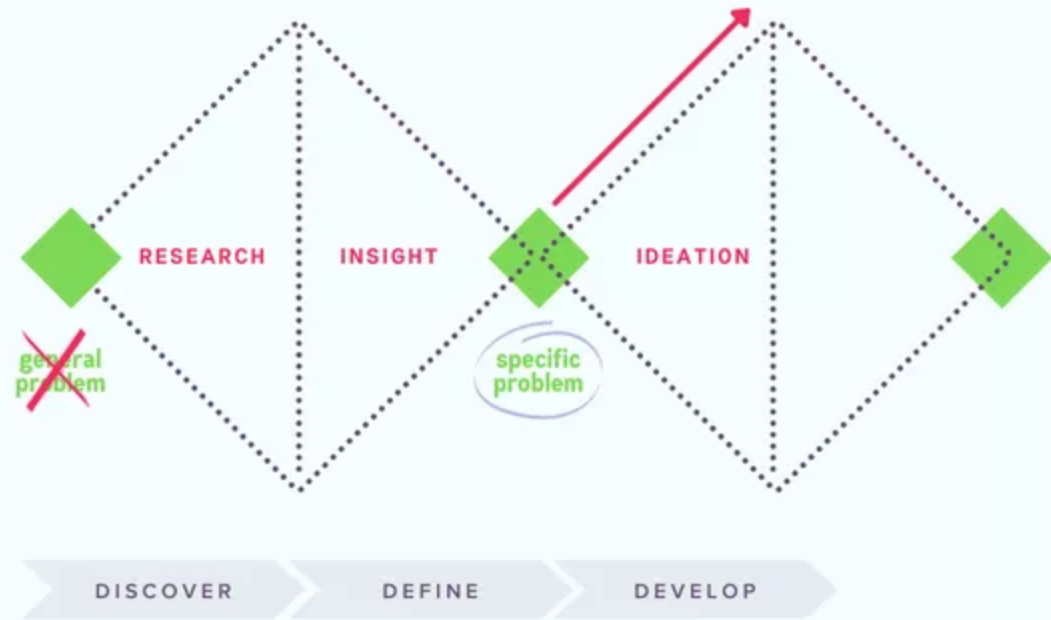 RESEARCH
INSIGHT
IDEATION
general
problem
specific
problem
DISCOVER
DEFINE
DEVELOP